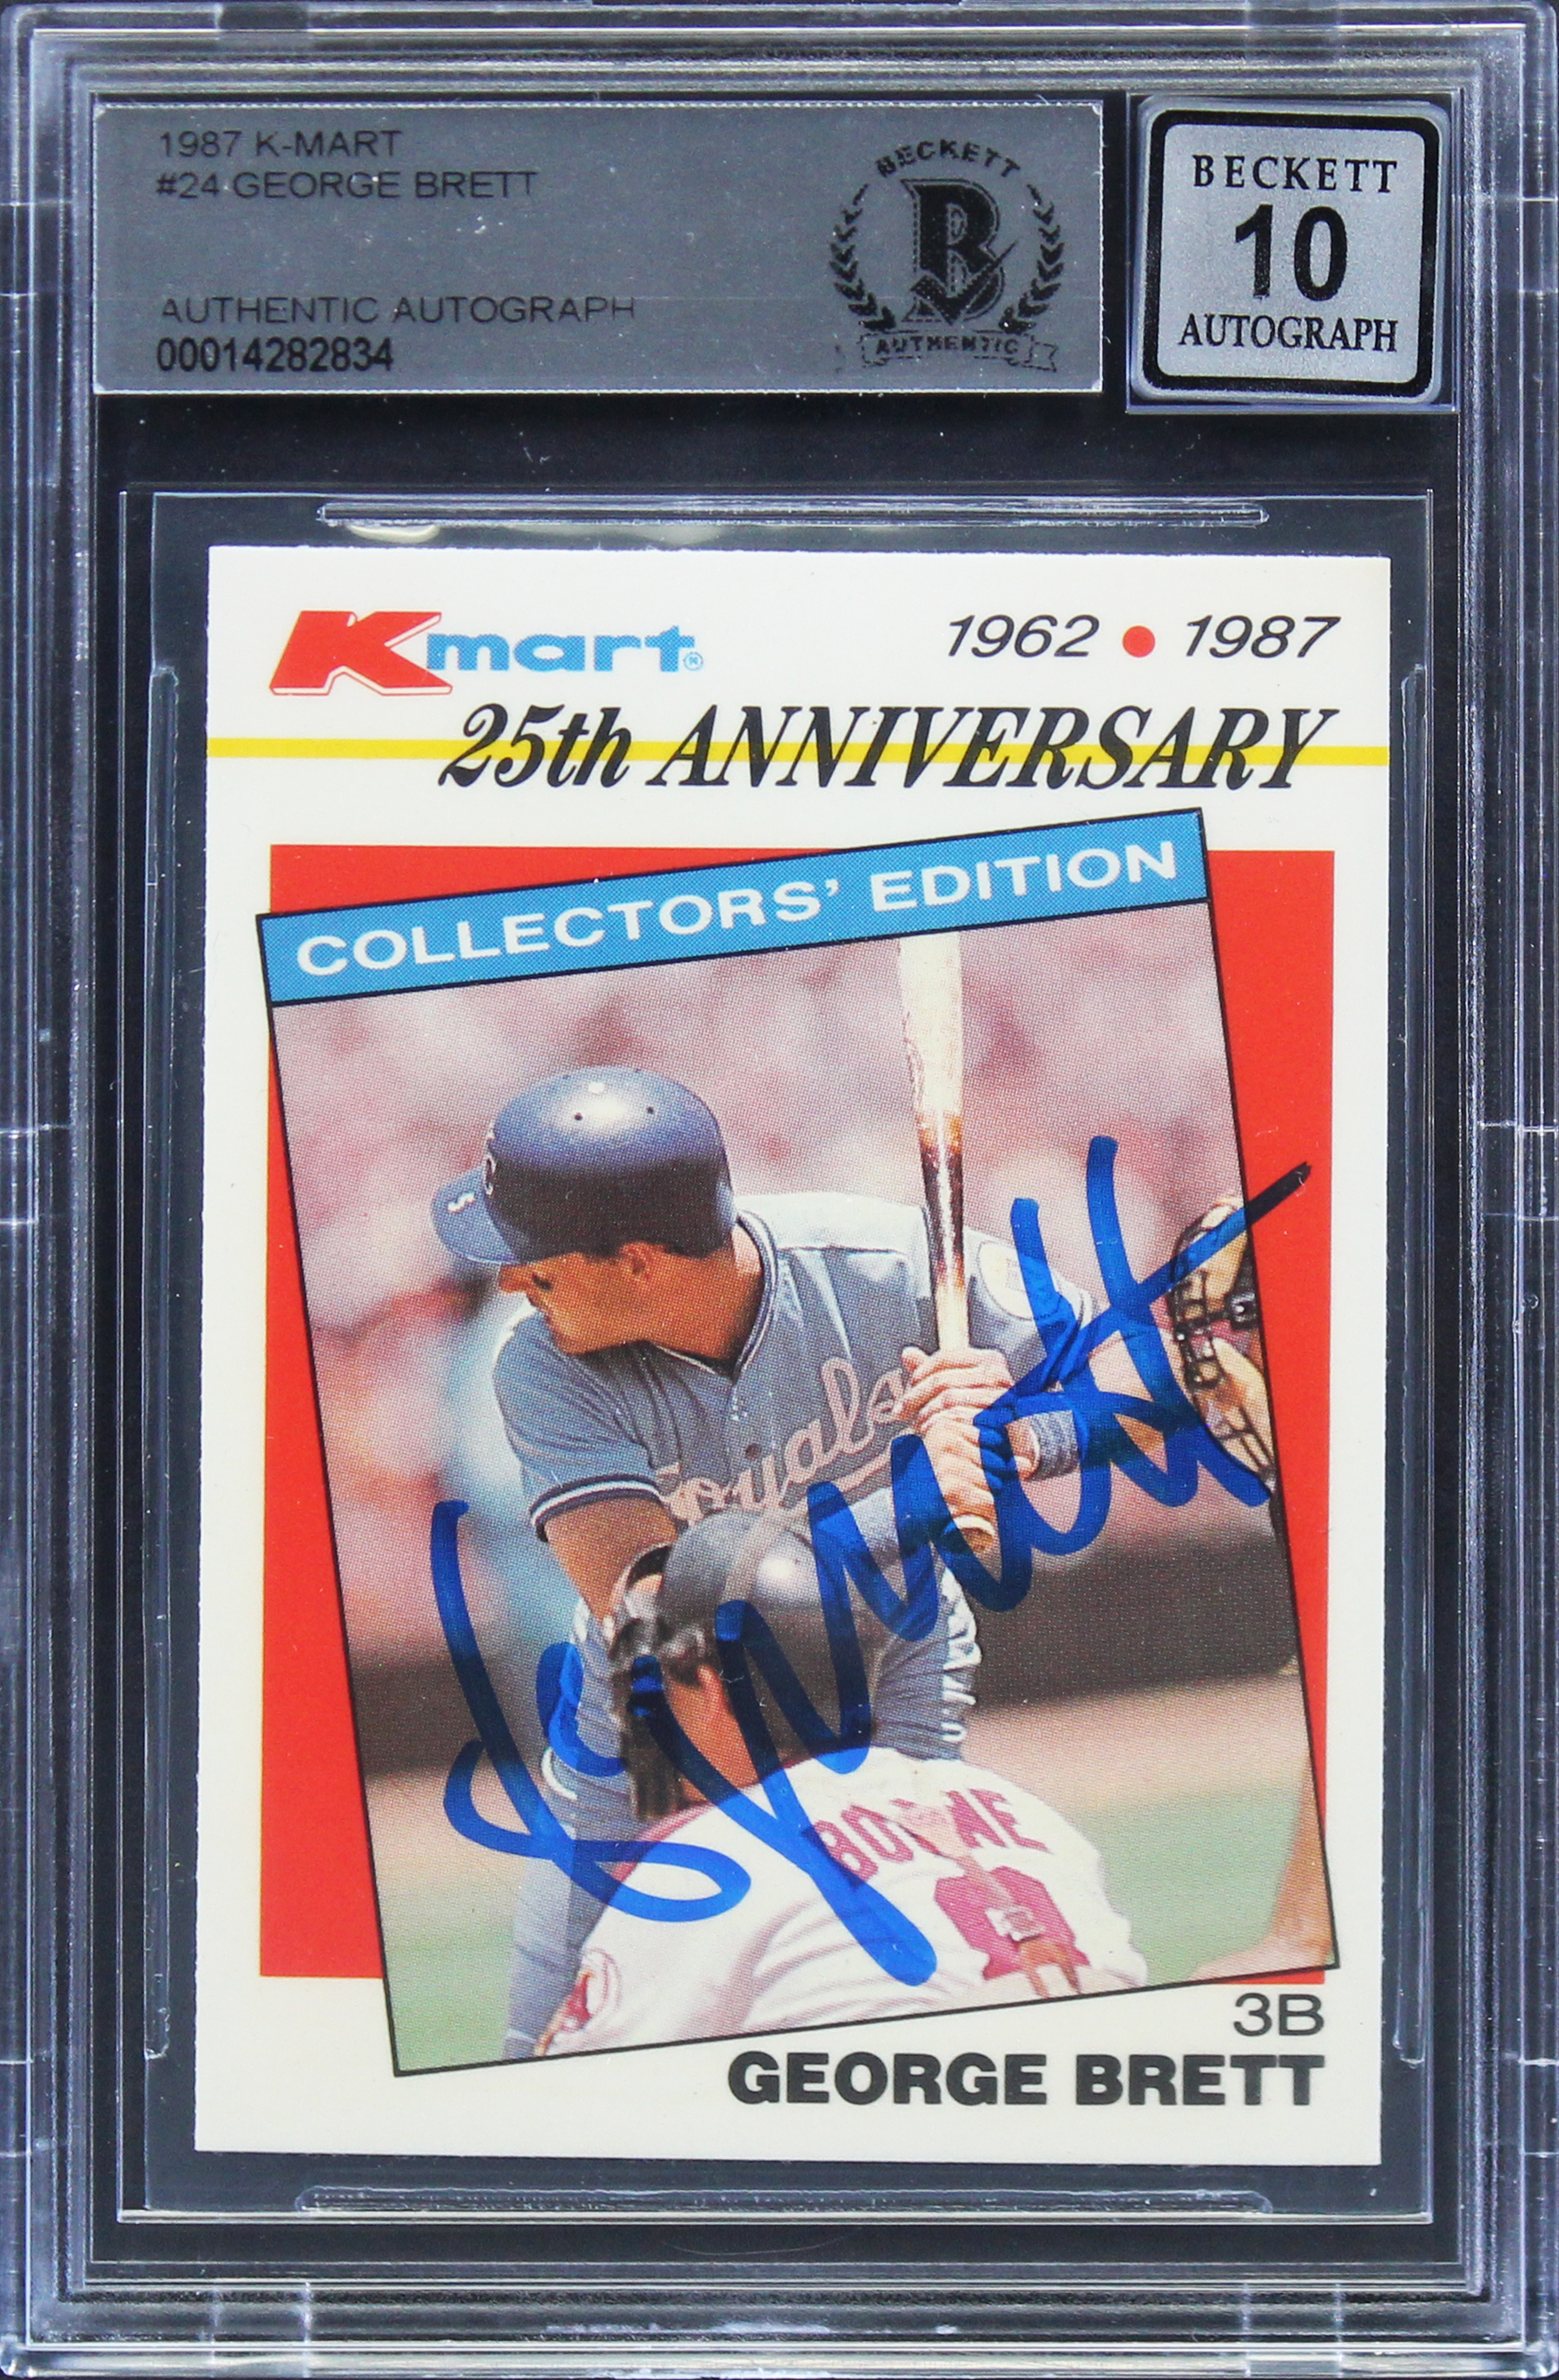 1987 K-MART
#24 GEORGE BRETT
AUTHENTIC AUTOGRAPH
00014282834
BECKETT
B
AUTHENTIC
BECKETT
10
AUTOGRAPH
Kmart®
1962 • 1987
25th ANNIVERSARY
COLLECTORS' EDITION
3B
GEORGE BRETT